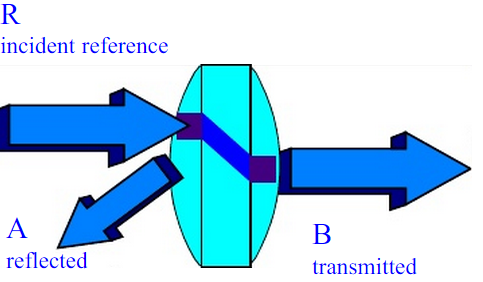 R
incident reference
A
reflected
B
transmitted